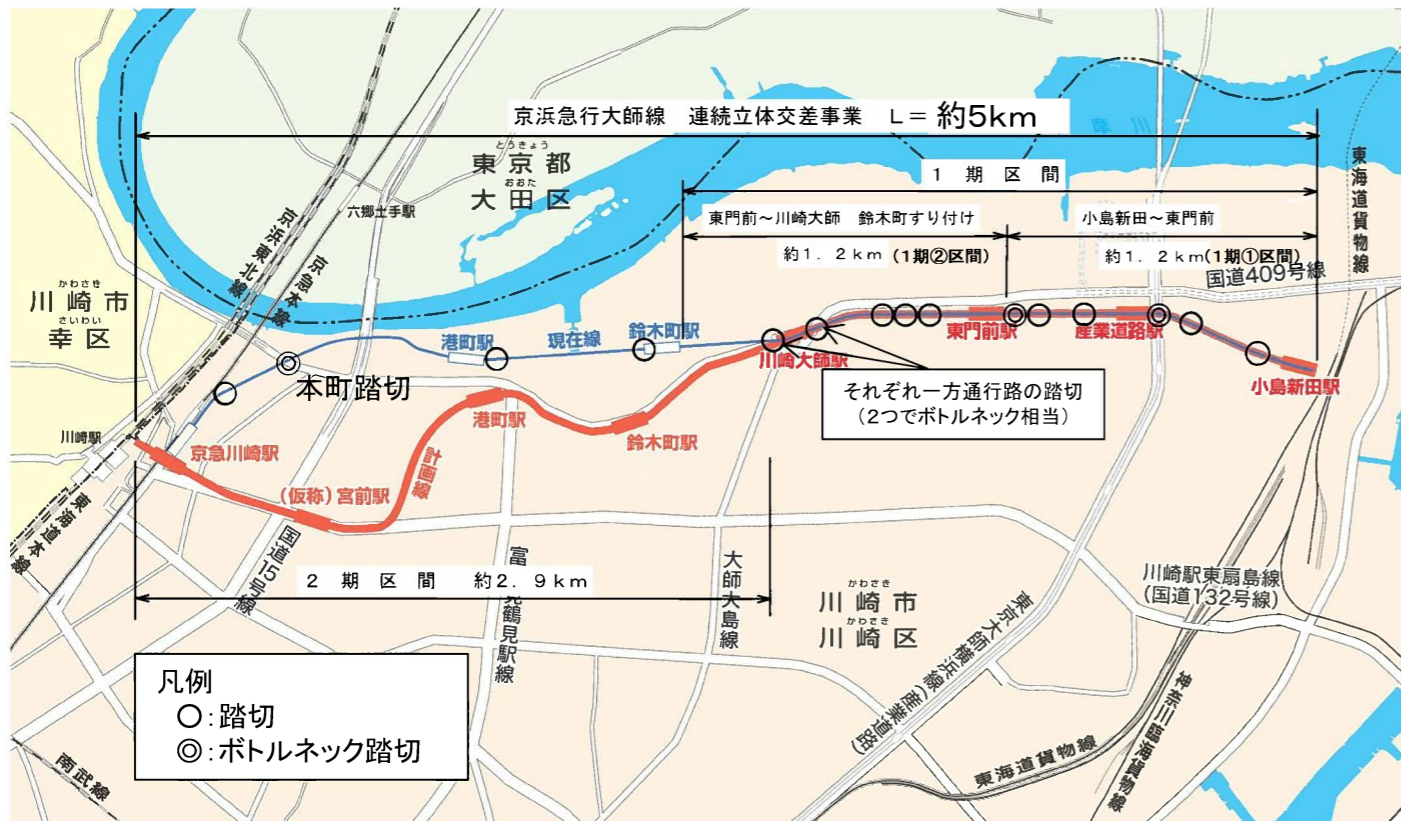 京浜急行大師線 連続立体交差事業 L=約5km
とうきょう
東京都
おおた
大田区
1期区間
東門前～川崎大師 鈴木町すり付け
約1.2km (1期②区間)
小島新田～東門前
約1.2km(1期①区間)
国道409号線
東海道貨物線
六郷土手駅
京浜東北線
京急本線
かわさき
川崎市
さいわい
幸区
港町駅
現在線
鈴木町駅
川崎大師駅
東門前駅
産業道路駅
小島新田駅
本町踏切
それぞれ一方通行路の踏切
(2つでボトルネック相当)
川崎駅
京急川崎駅
(仮称)宮前駅
計画線
港町駅
鈴木町駅
東海道本線
国道15号線
2期区間 約2.9km
見鶴見駅線
大師大島線
かわさき
川崎市
かわさき
川崎区
東京大師横浜線(産業道路)
川崎駅東扇島線
(国道132号線)
東海道貨物線
神奈川臨海貨物線
南武線
凡例
○:踏切
◎:ボトルネック踏切